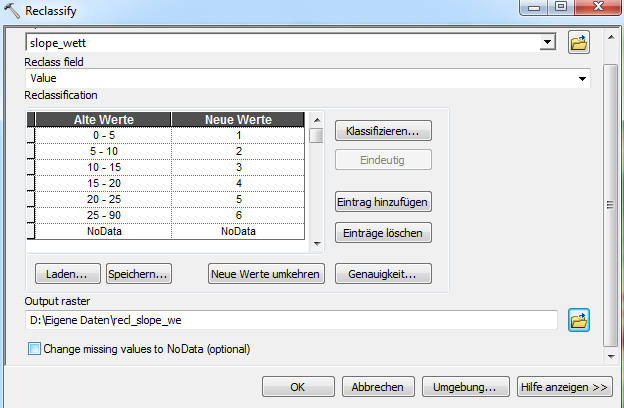 Reclassify
slope_wett
Reclass field
Value
Reclassification
Alte Werte Neue Werte
0 - 5 1
5 - 10 2
10 - 15 3
15 - 20 4
20 - 25 5
25 - 90 6
NoData NoData
Klassifizieren...
Eindeutig
Eintrag hinzufügen
Einträge löschen
Laden... Speichern... Neue Werte umkehren Genauigkeit...
Output raster
D:\Eigene Daten\recl_slope_we
Change missing values to NoData (optional)
OK Abbrechen Umgebung... Hilfe anzeigen >>